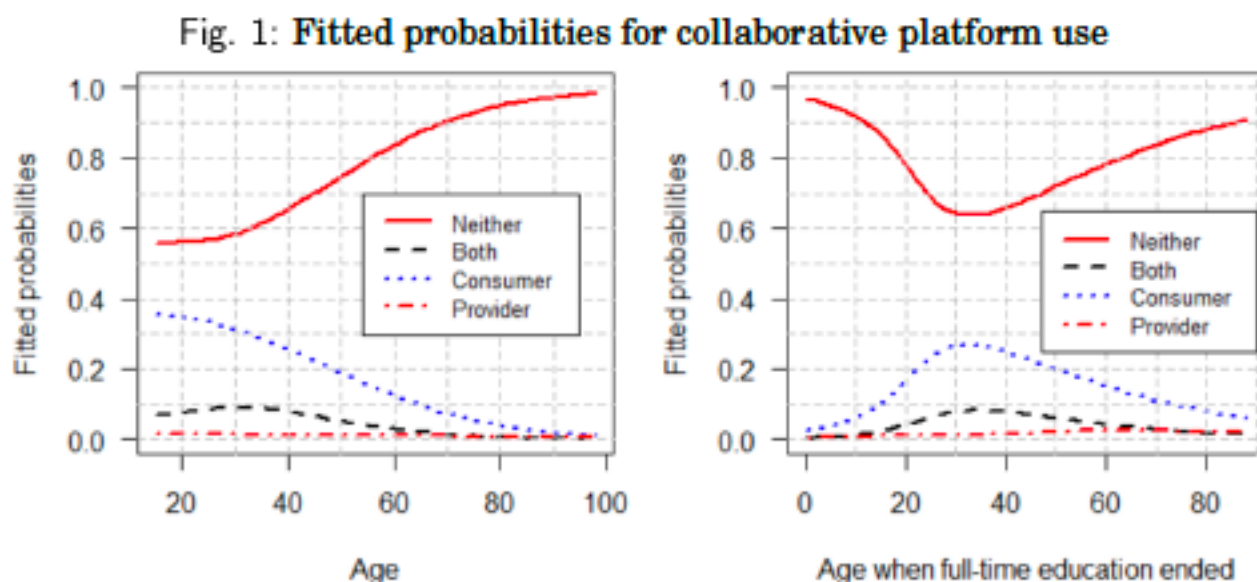 Fig. 1: Fitted probabilities for collaborative platform use
1.0
0.8
0.6
0.4
0.2
0.0
Fitted probabilities
Neither
Both
Consumer
Provider
20 40 60 80 100
Age
1.0
0.8
0.6
0.4
0.2
0.0
Fitted probabilities
Neither
Both
Consumer
Provider
0 20 40 60 80
Age when full-time education ended